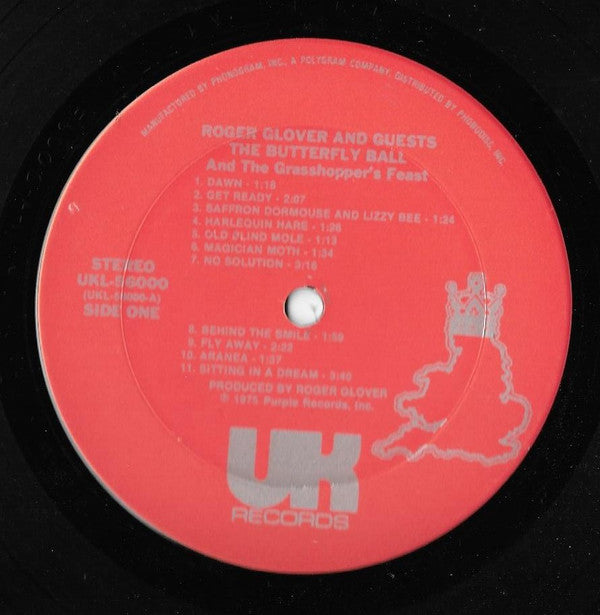 MANUFACTURED BY PHONOGRAM, INC., A POLYGRAM COMPANY. DISTRIBUTED BY PHONODISC, INC.
ROGER GLOVER AND GUESTS
THE BUTTERFLY BALL
And The Grasshopper's Feast
1. DAWN - 1:18
2. GET READY - 2:07
3. SAFFRON DORMOUSE AND LIZZY BEE - 1:24
4. HARLEQUIN HARE - 1:26
5. OLD BLIND MOLE - 1:13
6. MAGICIAN MOTH - 1:34
7. NO SOLUTION - 3:16
STEREO
UKL-56000
(UKL-56000-A)
SIDE ONE
8. BEHIND THE SMILE - 1:59
9. FLY AWAY - 2:22
10. ARANEA - 1:37
11. SITTING IN A DREAM - 3:40
PRODUCED BY ROGER GLOVER
℗ 1975 Purple Records, Inc.
UK
RECORDS